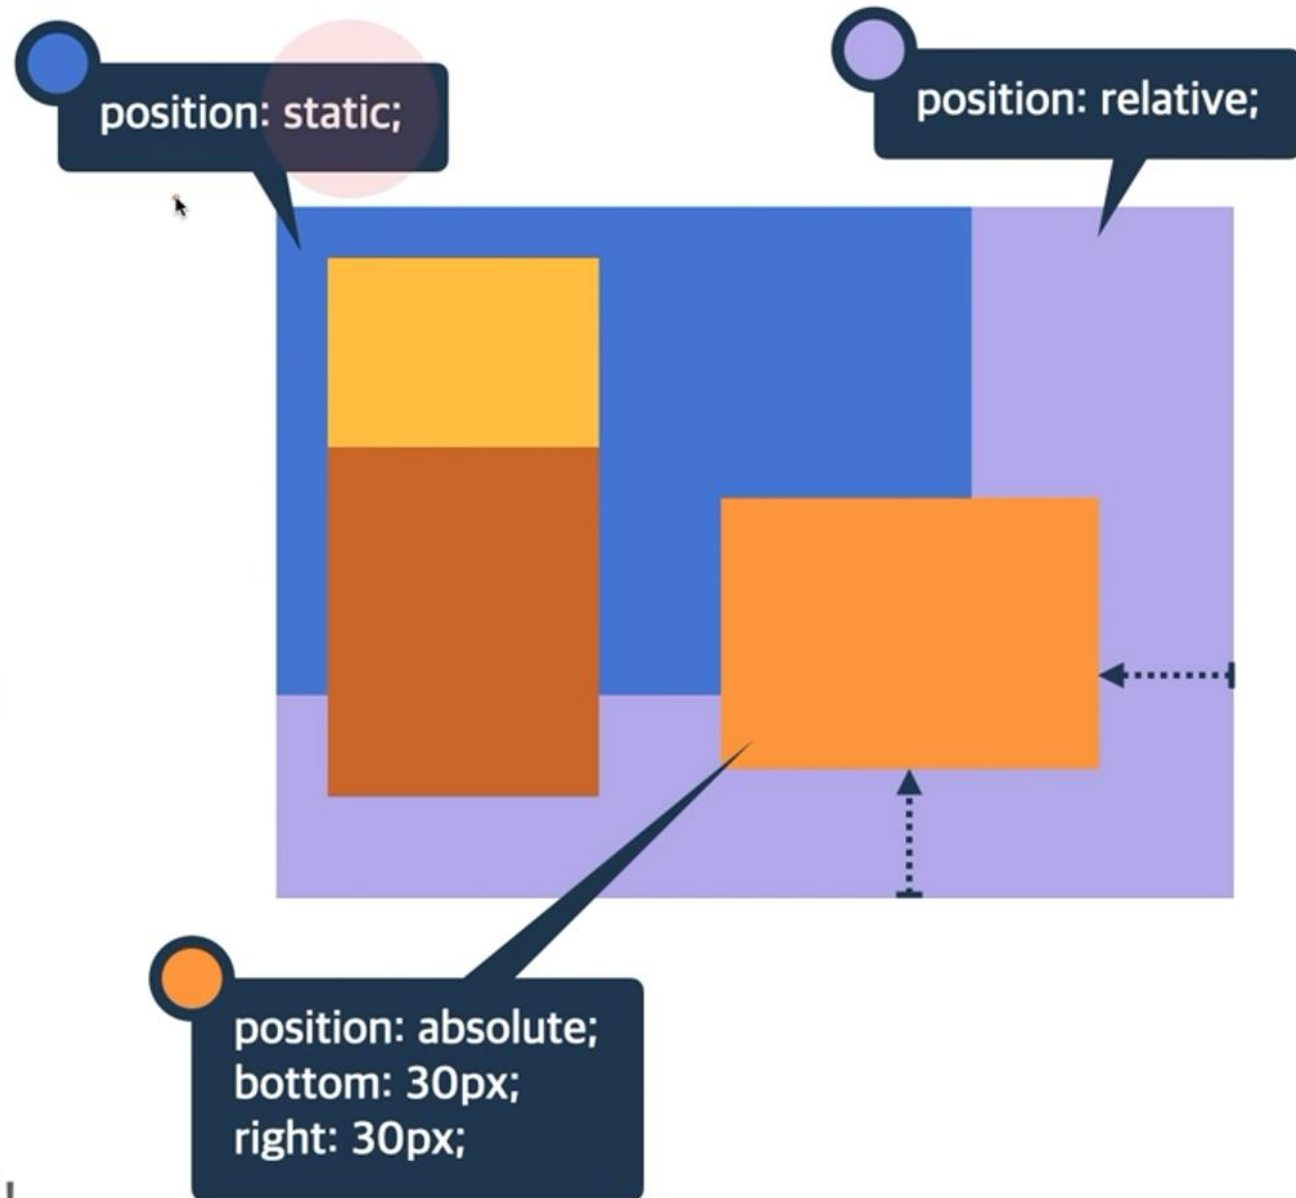 position: static;
position: relative;
position: absolute;
bottom: 30px;
right: 30px;